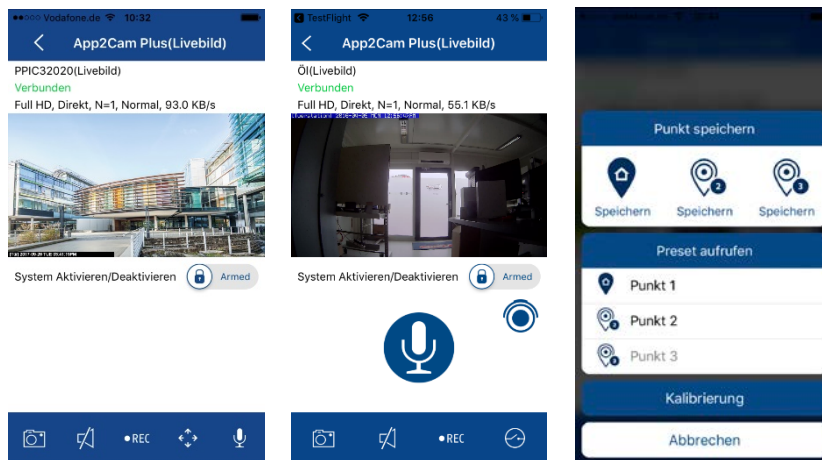 Vodafone.de 10:32
App2Cam Plus(Livebild)
PPIC32020(Livebild)
Verbunden
Full HD, Direkt, N=1, Normal, 93.0 KB/s
System Aktivieren/Deaktivieren Armed
REC
TestFlight 12:56 43 %
App2Cam Plus(Livebild)
Öl(Livebild)
Verbunden
Full HD, Direkt, N=1, Normal, 55.1 KB/s
System Aktivieren/Deaktivieren Armed
REC
Punkt speichern
2 3
Speichern Speichern Speichern
Preset aufrufen
Punkt 1
Punkt 2
Punkt 3
Kalibrierung
Abbrechen